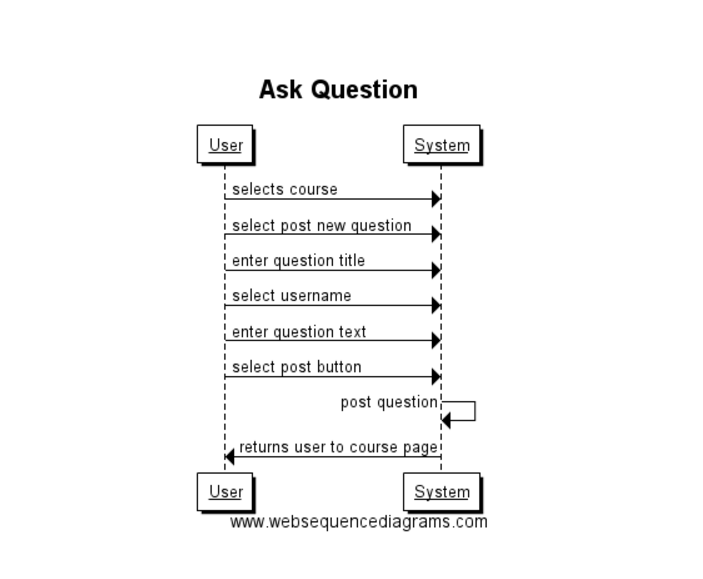 Ask Question
User System
selects course
select post new question
enter question title
select username
enter question text
select post button
post question
returns user to course page
User System
www.websequencediagrams.com